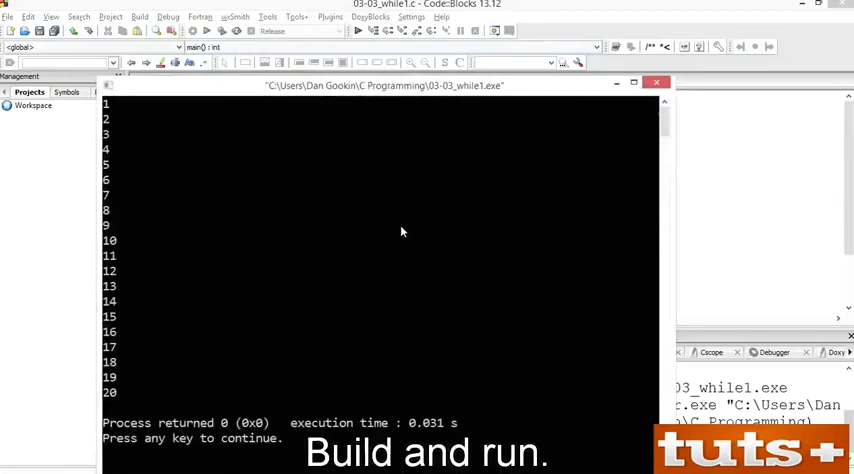 03-03_while1.c - Code::Blocks 13.12
File Edit View Search Project Build Debug Fortran wxSmith Tools Tools+ Plugins DoxyBlocks Settings Help
Release
<global> main() : int
/** *<
Management
Projects Symbols
Workspace
"C:\Users\Dan Gookin\C Programming\03-03_while1.exe"
1
2
3
4
5
6
7
8
9
10
11
12
13
14
15
16
17
18
19
20
Process returned 0 (0x0)   execution time : 0.031 s
Press any key to continue.
Cscope Debugger Doxy
03_while1.exe
r.exe "C:\Users\Dan
Build and run.
tuts+